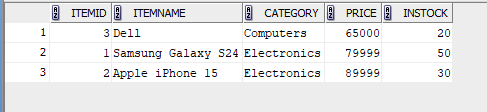 ITEMID ITEMNAME CATEGORY PRICE INSTOCK
1 3 Dell Computers 65000 20
2 1 Samsung Galaxy S24 Electronics 79999 50
3 2 Apple iPhone 15 Electronics 89999 30